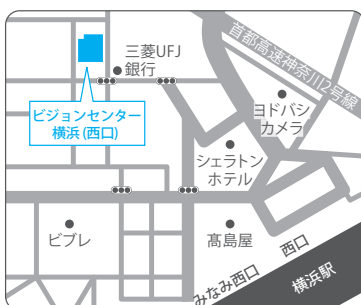 三菱UFJ
銀行
首都高速神奈川2号線
ビジョンセンター
横浜(西口)
ヨドバシ
カメラ
シェラトン
ホテル
ビブレ
髙島屋
西口
みなみ西口
横浜駅